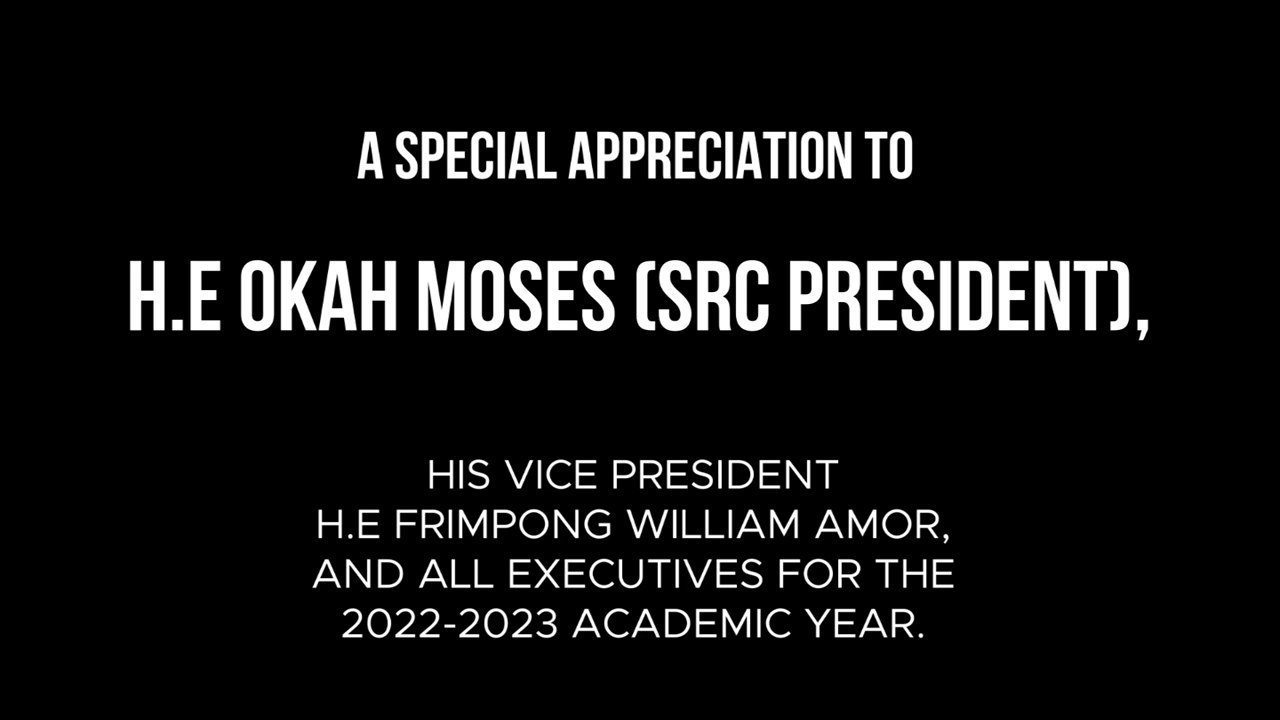 A SPECIAL APPRECIATION TO
H.E OKAH MOSES (SRC PRESIDENT),
HIS VICE PRESIDENT
H.E FRIMPONG WILLIAM AMOR,
AND ALL EXECUTIVES FOR THE
2022-2023 ACADEMIC YEAR.